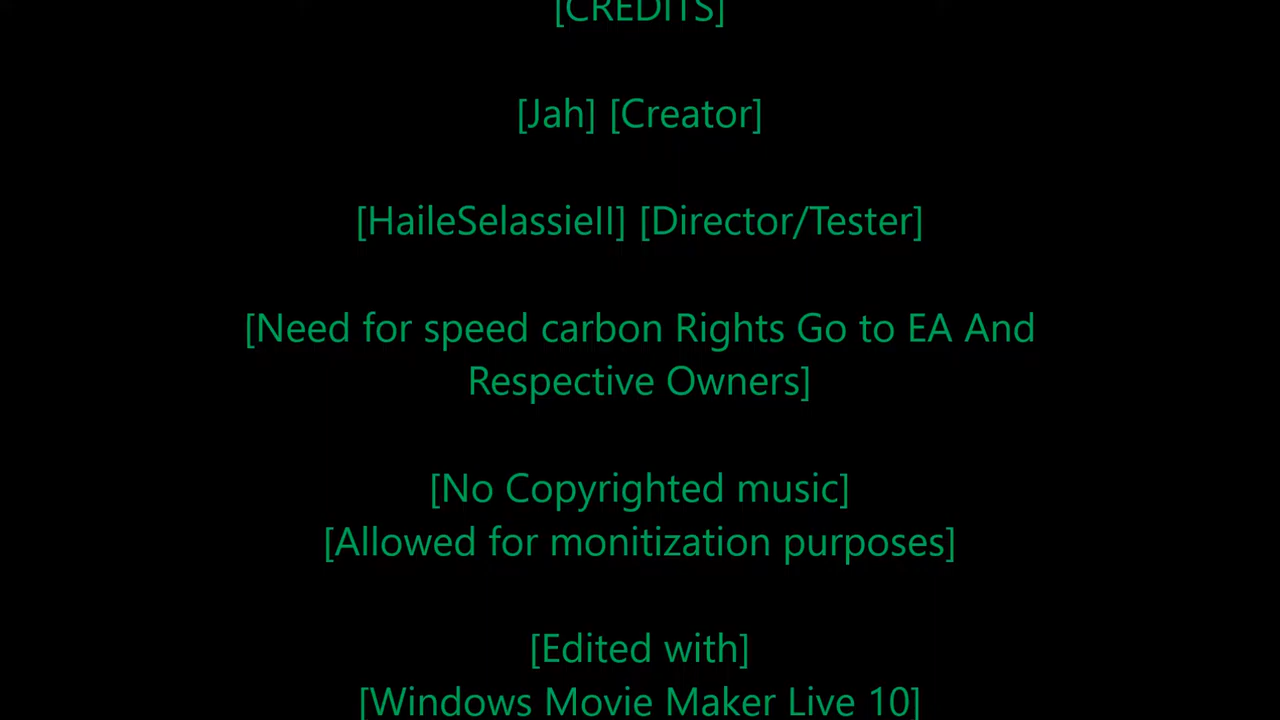 [CREDITS]
[Jah] [Creator]
[HaileSelassieII] [Director/Tester]
[Need for speed carbon Rights Go to EA And
Respective Owners]
[No Copyrighted music]
[Allowed for monitization purposes]
[Edited with]
[Windows Movie Maker Live 10]